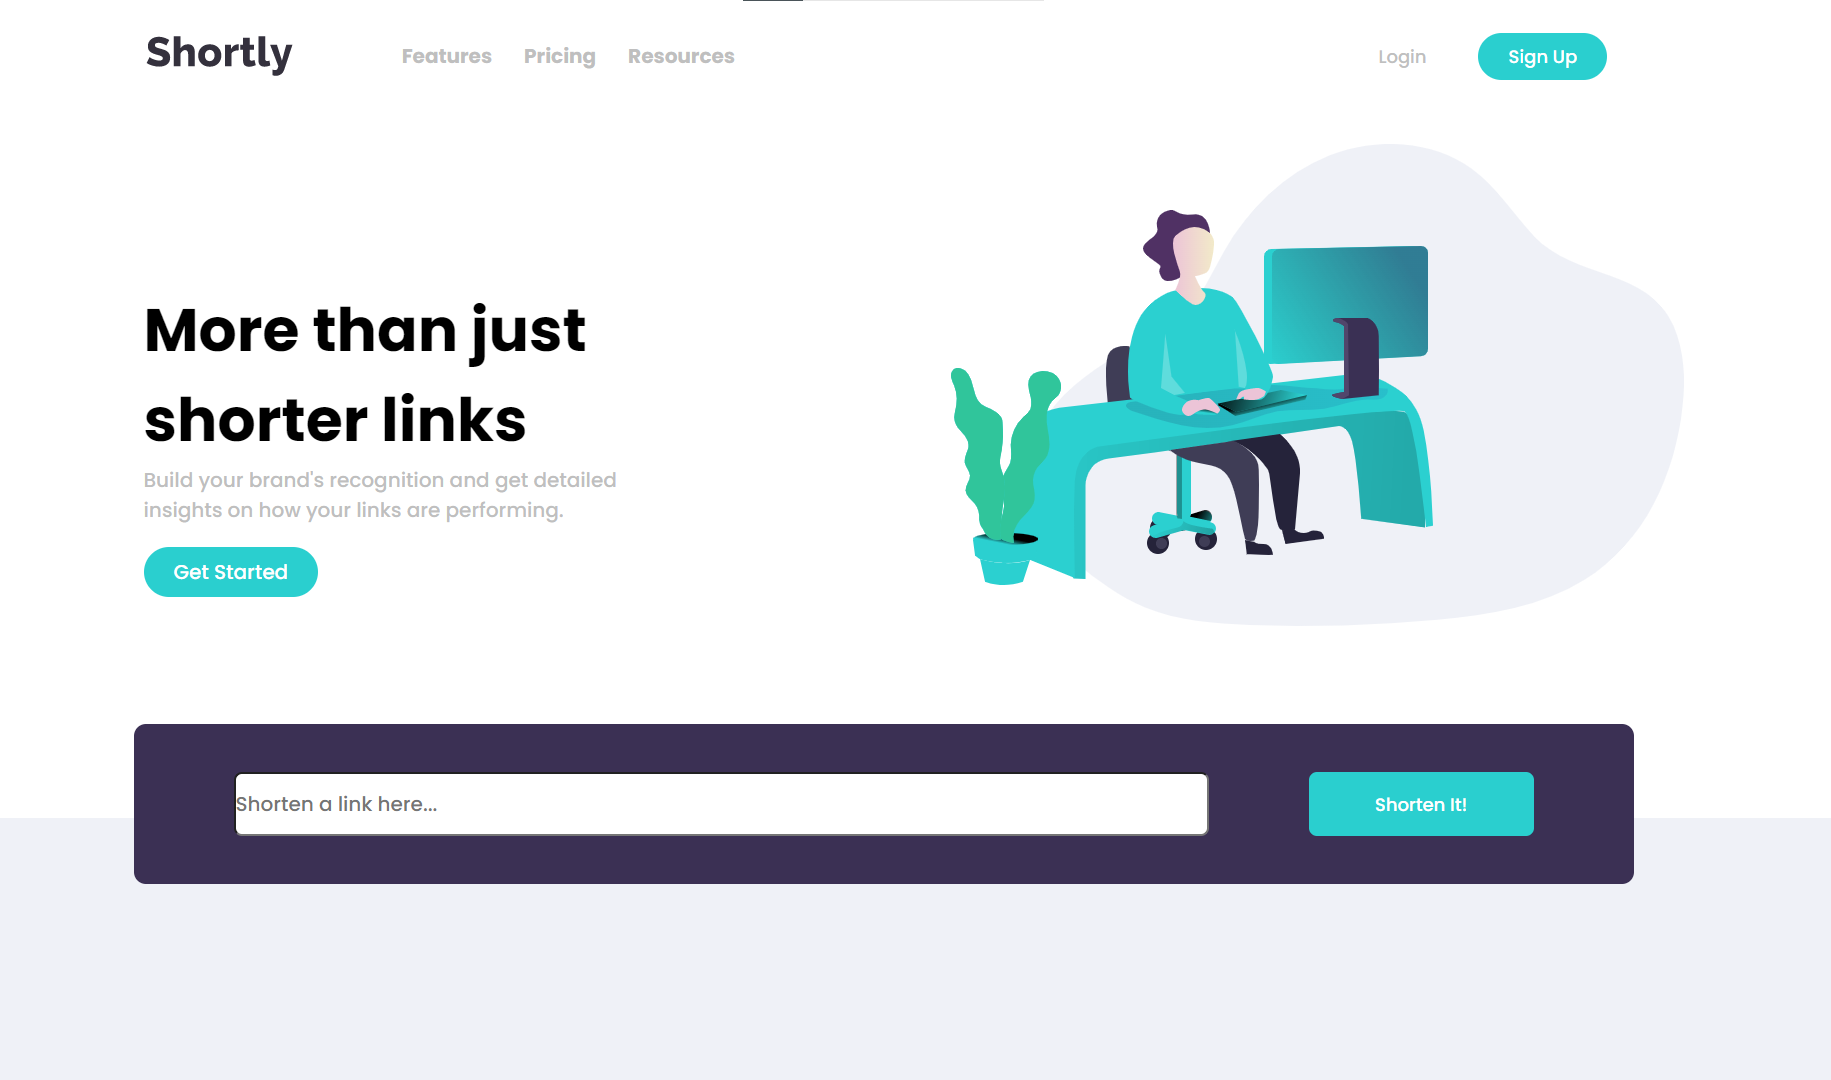 Shortly
Features Pricing Resources
Login
Sign Up
More than just
shorter links
Build your brand's recognition and get detailed
insights on how your links are performing.
Get Started
Shorten a link here...
Shorten It!